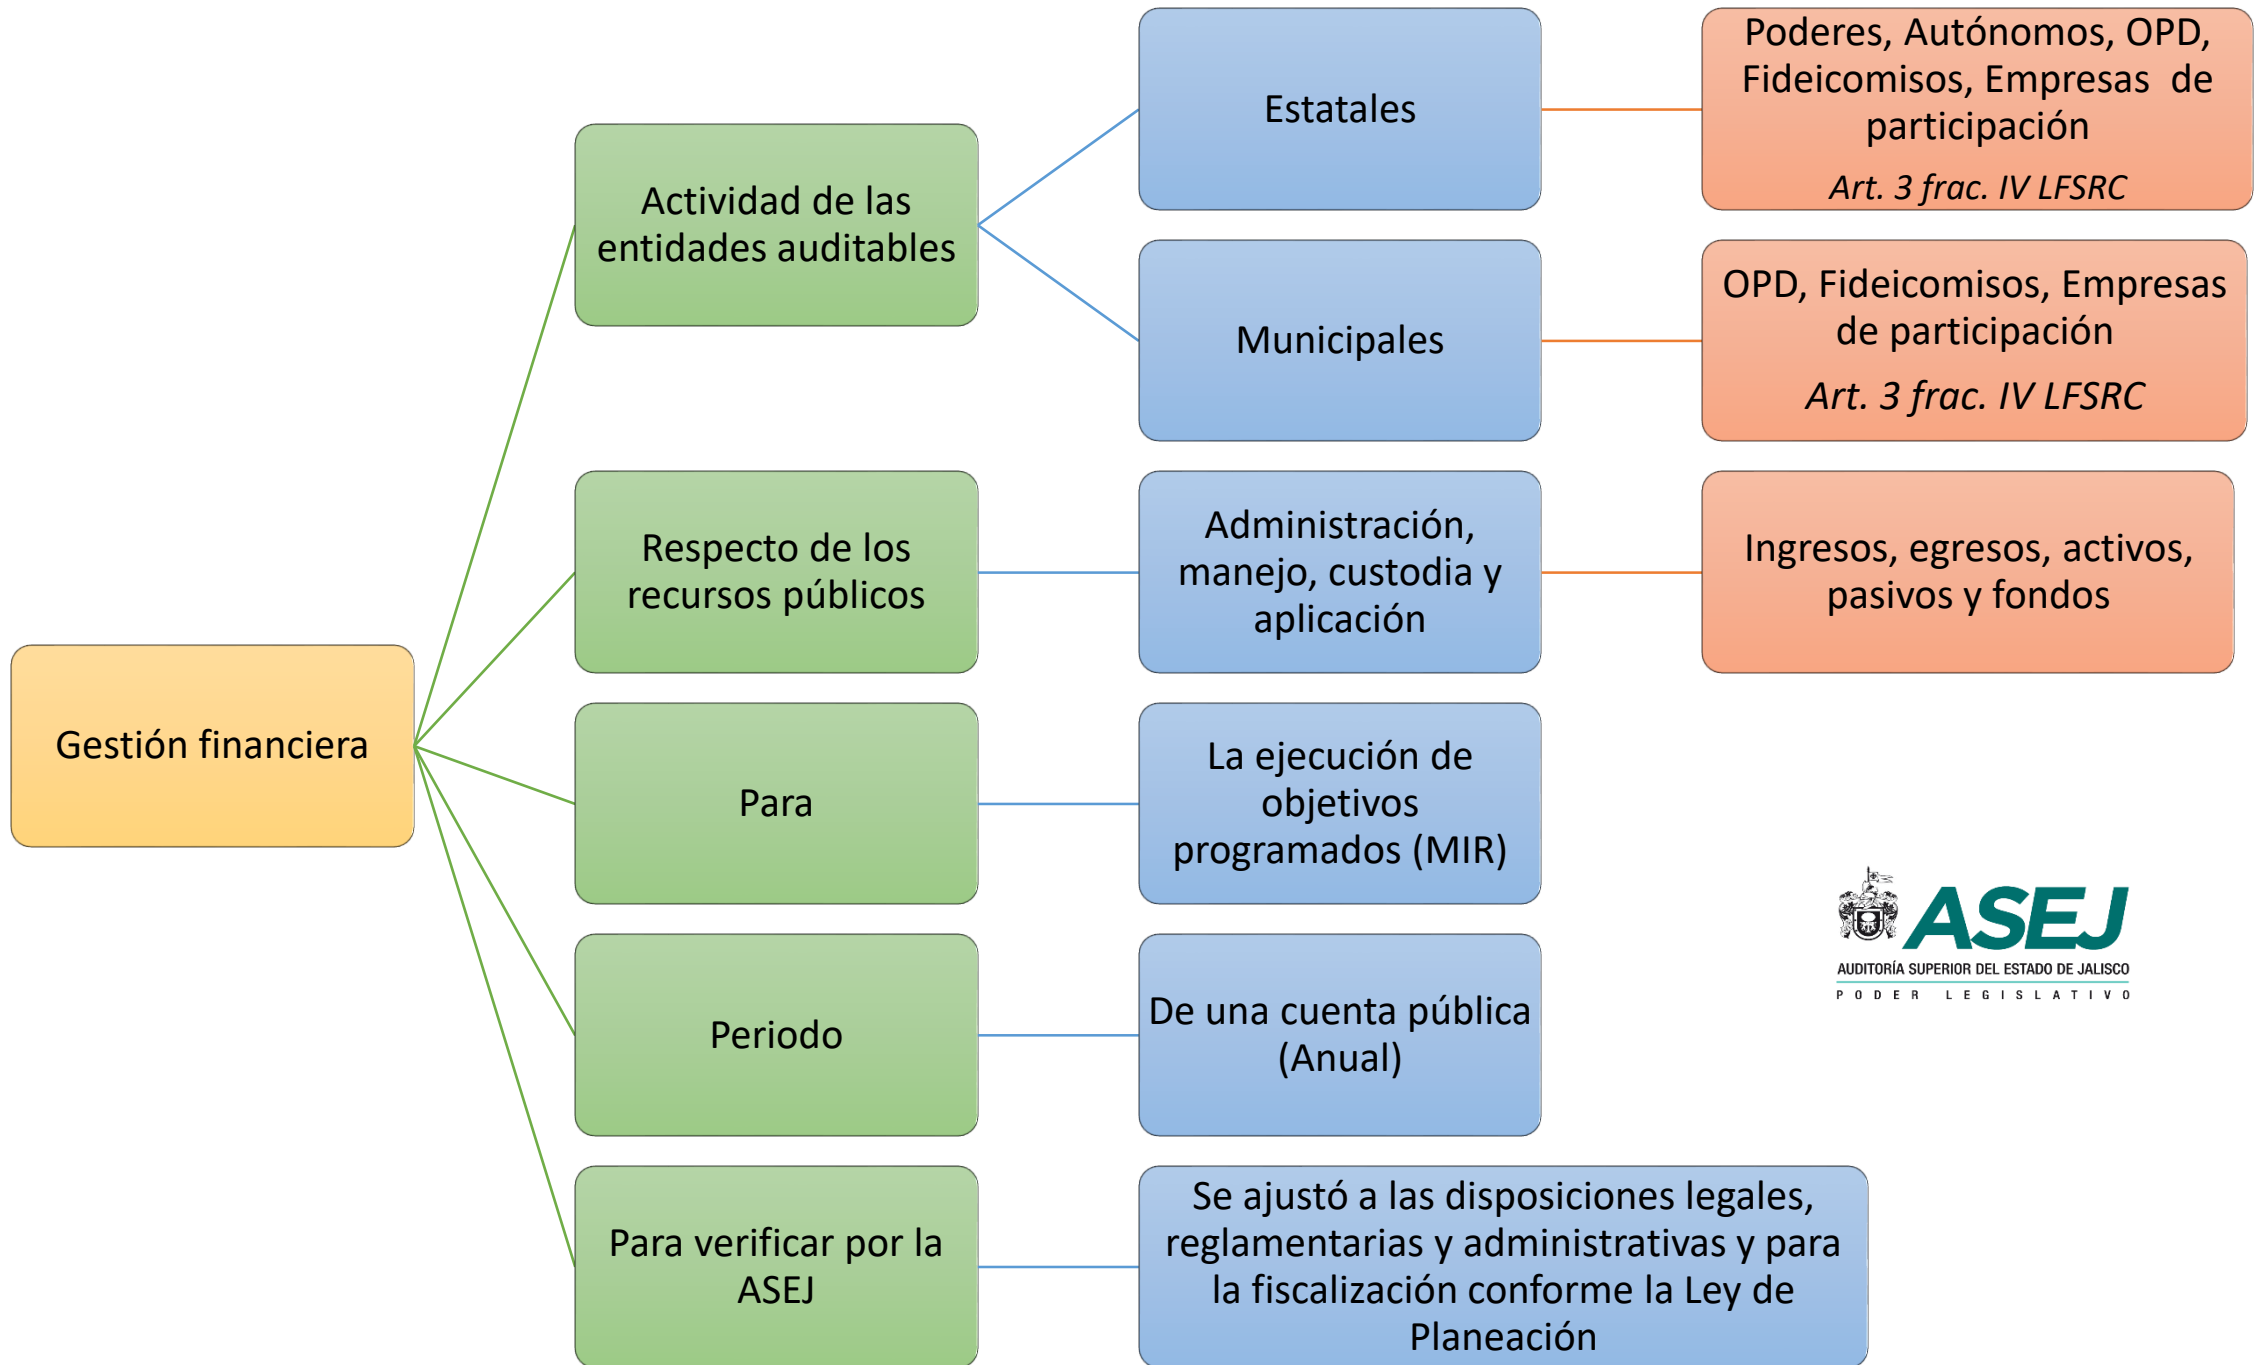 Gestión financiera
Actividad de las
entidades auditables
Estatales
Poderes, Autónomos, OPD,
Fideicomisos, Empresas de
participación
Art. 3 frac. IV LFSRC
Municipales
OPD, Fideicomisos, Empresas
de participación
Art. 3 frac. IV LFSRC
Respecto de los
recursos públicos
Administración,
manejo, custodia y
aplicación
Ingresos, egresos, activos,
pasivos y fondos
Para
La ejecución de
objetivos
programados (MIR)
Periodo
De una cuenta pública
(Anual)
Para verificar por la
ASEJ
Se ajustó a las disposiciones legales,
reglamentarias y administrativas y para
la fiscalización conforme la Ley de
Planeación
ASEJ
AUDITORÍA SUPERIOR DEL ESTADO DE JALISCO
PODER LEGISLATIVO